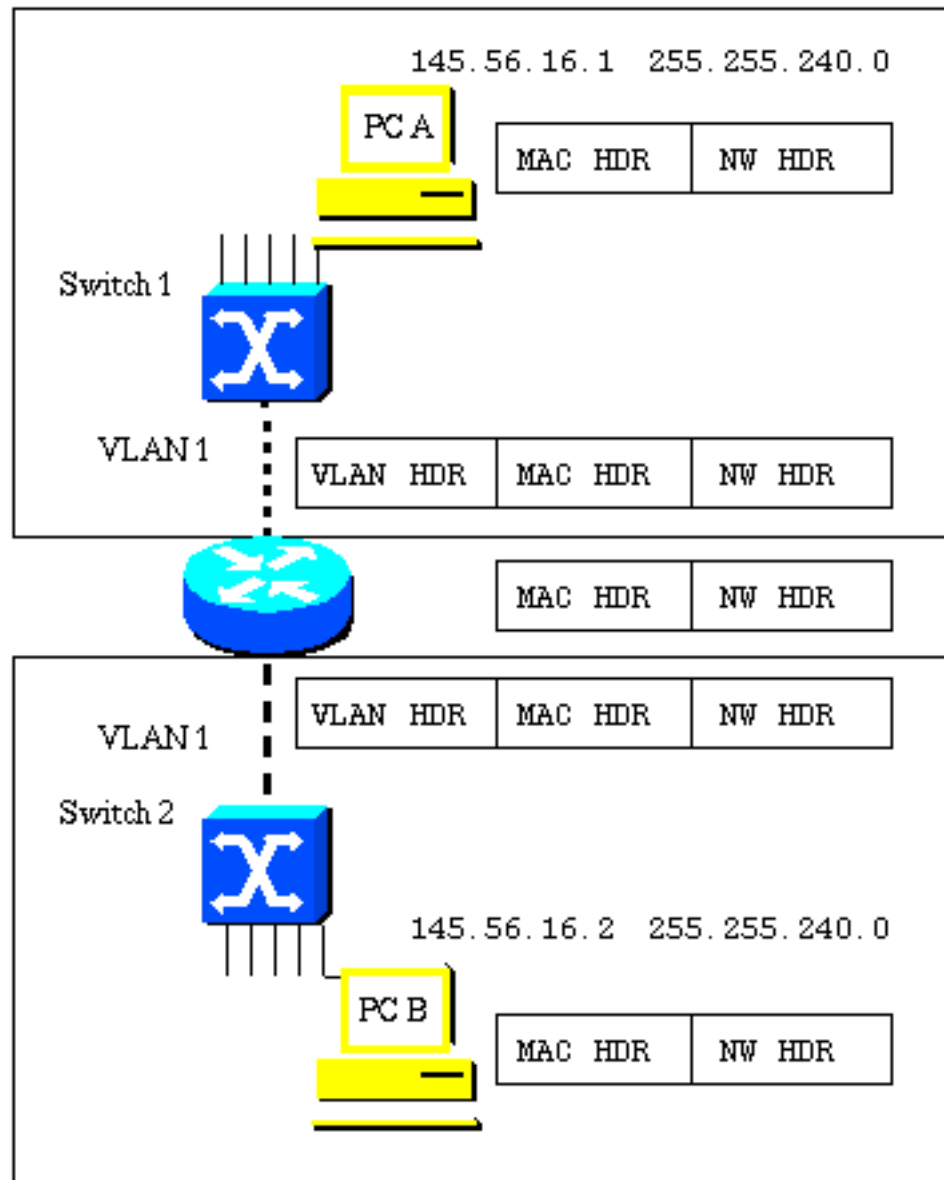 145.56.16.1 255.255.240.0
PC A
MAC HDR NW HDR
Switch 1
VLAN 1
VLAN HDR MAC HDR NW HDR
MAC HDR NW HDR
VLAN HDR MAC HDR NW HDR
VLAN 1
Switch 2
145.56.16.2 255.255.240.0
PC B
MAC HDR NW HDR